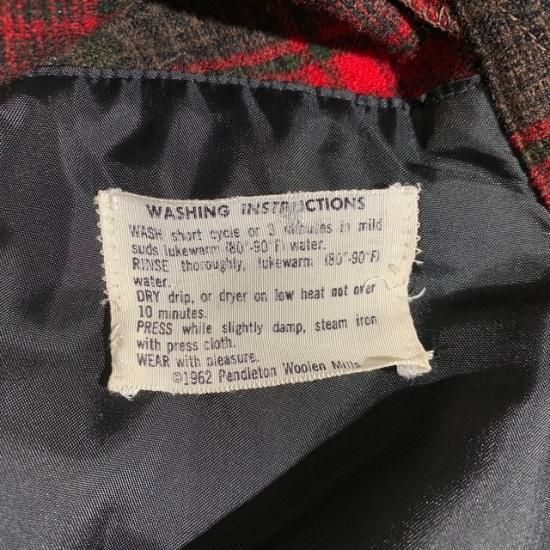 WASHING INSTRUCTIONS
WASH short cycle or 3 minutes in mild
suds lukewarm (80°-90°F) water.
RINSE thoroughly, lukewarm (80°-90°F)
water.
DRY drip, or dryer on low heat not over
10 minutes.
PRESS while slightly damp, steam iron
with press cloth.
WEAR with pleasure.
©1962 Pendleton Woolen Mills